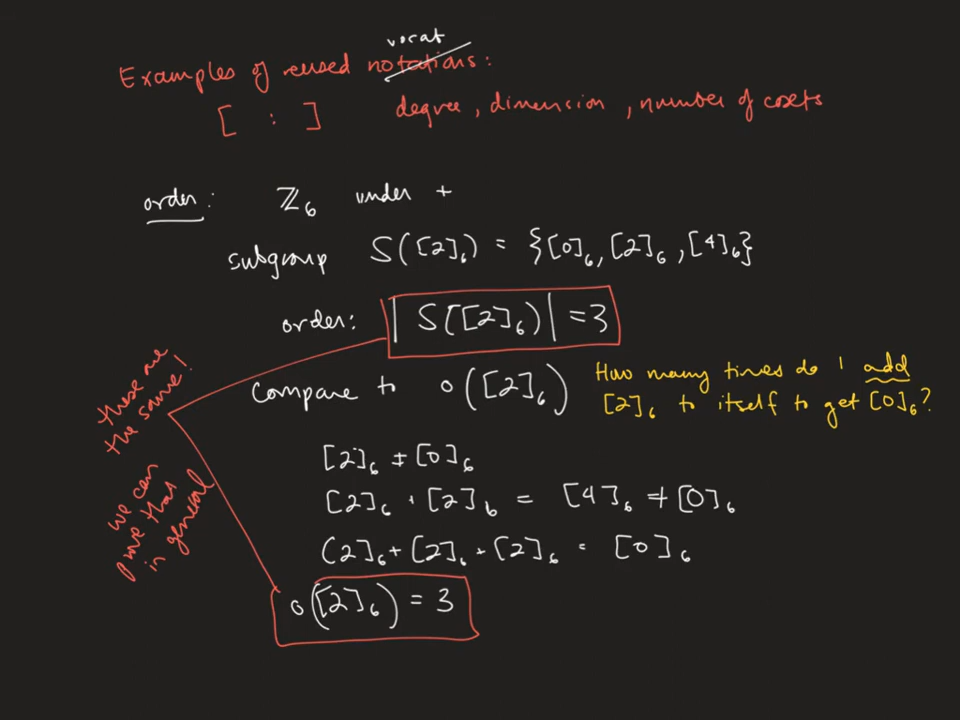 vocab
Examples of reused notations:
[ : ] degree, dimension, number of cosets
order: ℤ₆ under +
subgroup S([2]₆) = {[0]₆, [2]₆, [4]₆}
order: |S([2]₆)| = 3
compare to o([2]₆)
How many times do I add
[2]₆ to itself to get [0]₆?
[2]₆ ≠ [0]₆
[2]₆ + [2]₆ = [4]₆ ≠ [0]₆
[2]₆ + [2]₆ + [2]₆ = [0]₆
o([2]₆) = 3
these are
the same!
we can
prove this
in general